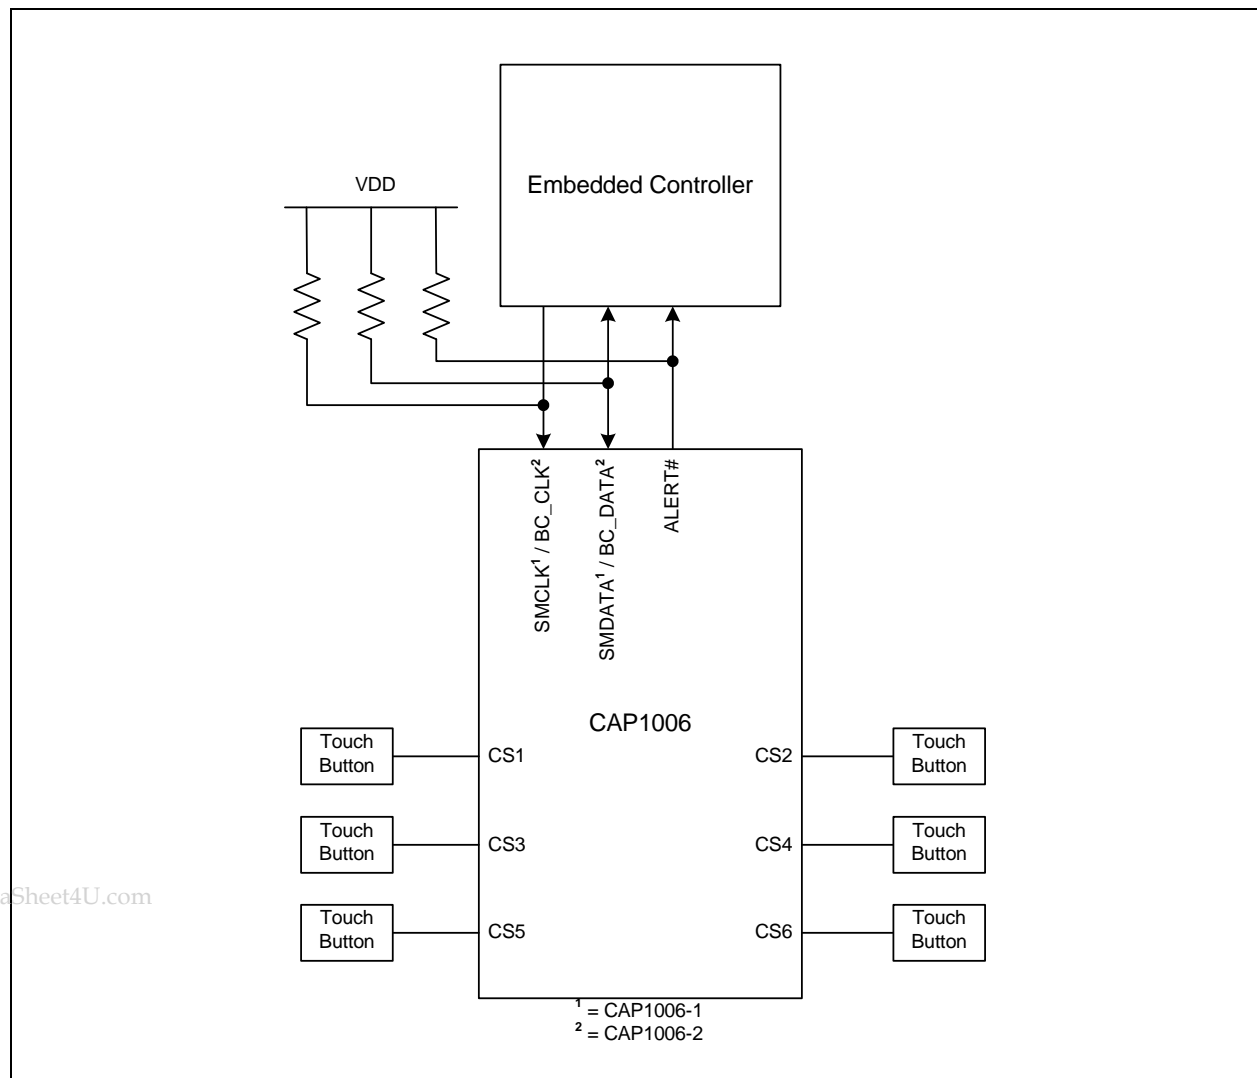 Embedded Controller
VDD
SMCLK¹ / BC_CLK²
SMDATA¹ / BC_DATA²
ALERT#
CAP1006
Touch
Button
CS1
CS2
Touch
Button
Touch
Button
CS3
CS4
Touch
Button
aSheet4U.com
Touch
Button
CS5
CS6
Touch
Button
¹ = CAP1006-1
² = CAP1006-2